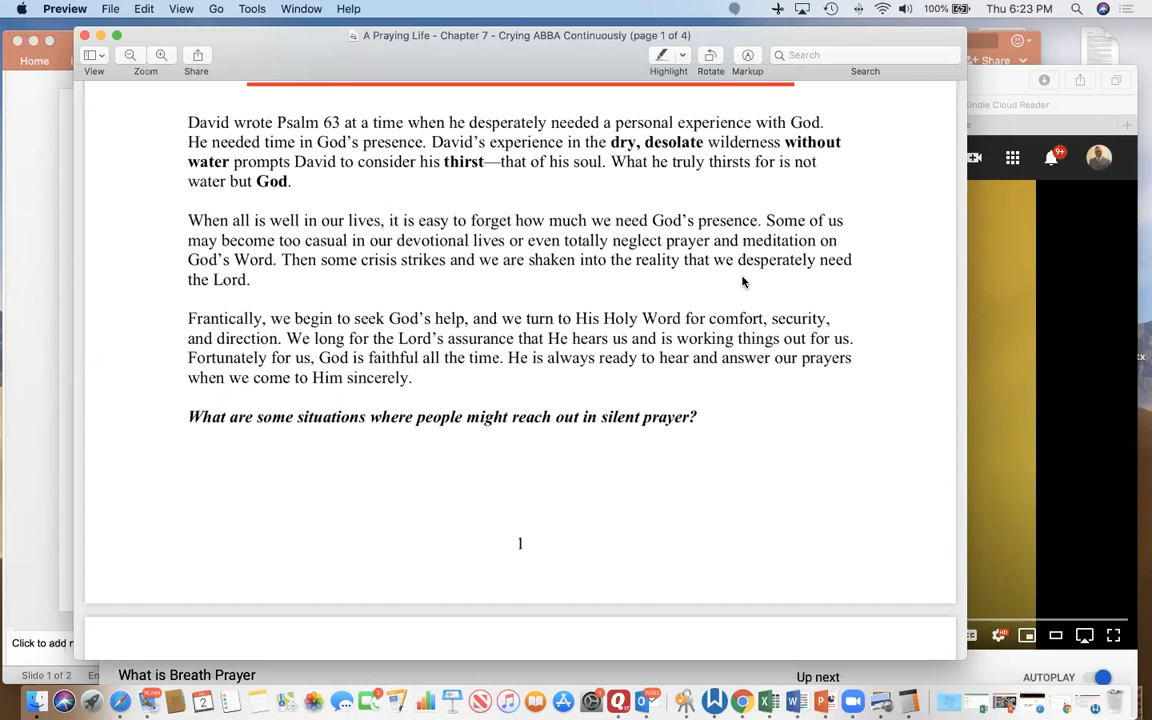 Preview File Edit View Go Tools Window Help 100% Thu 6:23 PM
A Praying Life - Chapter 7 - Crying ABBA Continuously (page 1 of 4)
Home
Search
Share
View Zoom Share Highlight Rotate Markup Search
Kindle Cloud Reader
David wrote Psalm 63 at a time when he desperately needed a personal experience with God.
He needed time in God's presence. David's experience in the dry, desolate wilderness without
water prompts David to consider his thirst—that of his soul. What he truly thirsts for is not
water but God.
9+
When all is well in our lives, it is easy to forget how much we need God's presence. Some of us
may become too casual in our devotional lives or even totally neglect prayer and meditation on
God's Word. Then some crisis strikes and we are shaken into the reality that we desperately need
the Lord.
Frantically, we begin to seek God's help, and we turn to His Holy Word for comfort, security,
and direction. We long for the Lord's assurance that He hears us and is working things out for us.
Fortunately for us, God is faithful all the time. He is always ready to hear and answer our prayers
when we come to Him sincerely.
What are some situations where people might reach out in silent prayer?
1
Click to add n
HD
Slide 1 of 2
What is Breath Prayer
Up next
AUTOPLAY